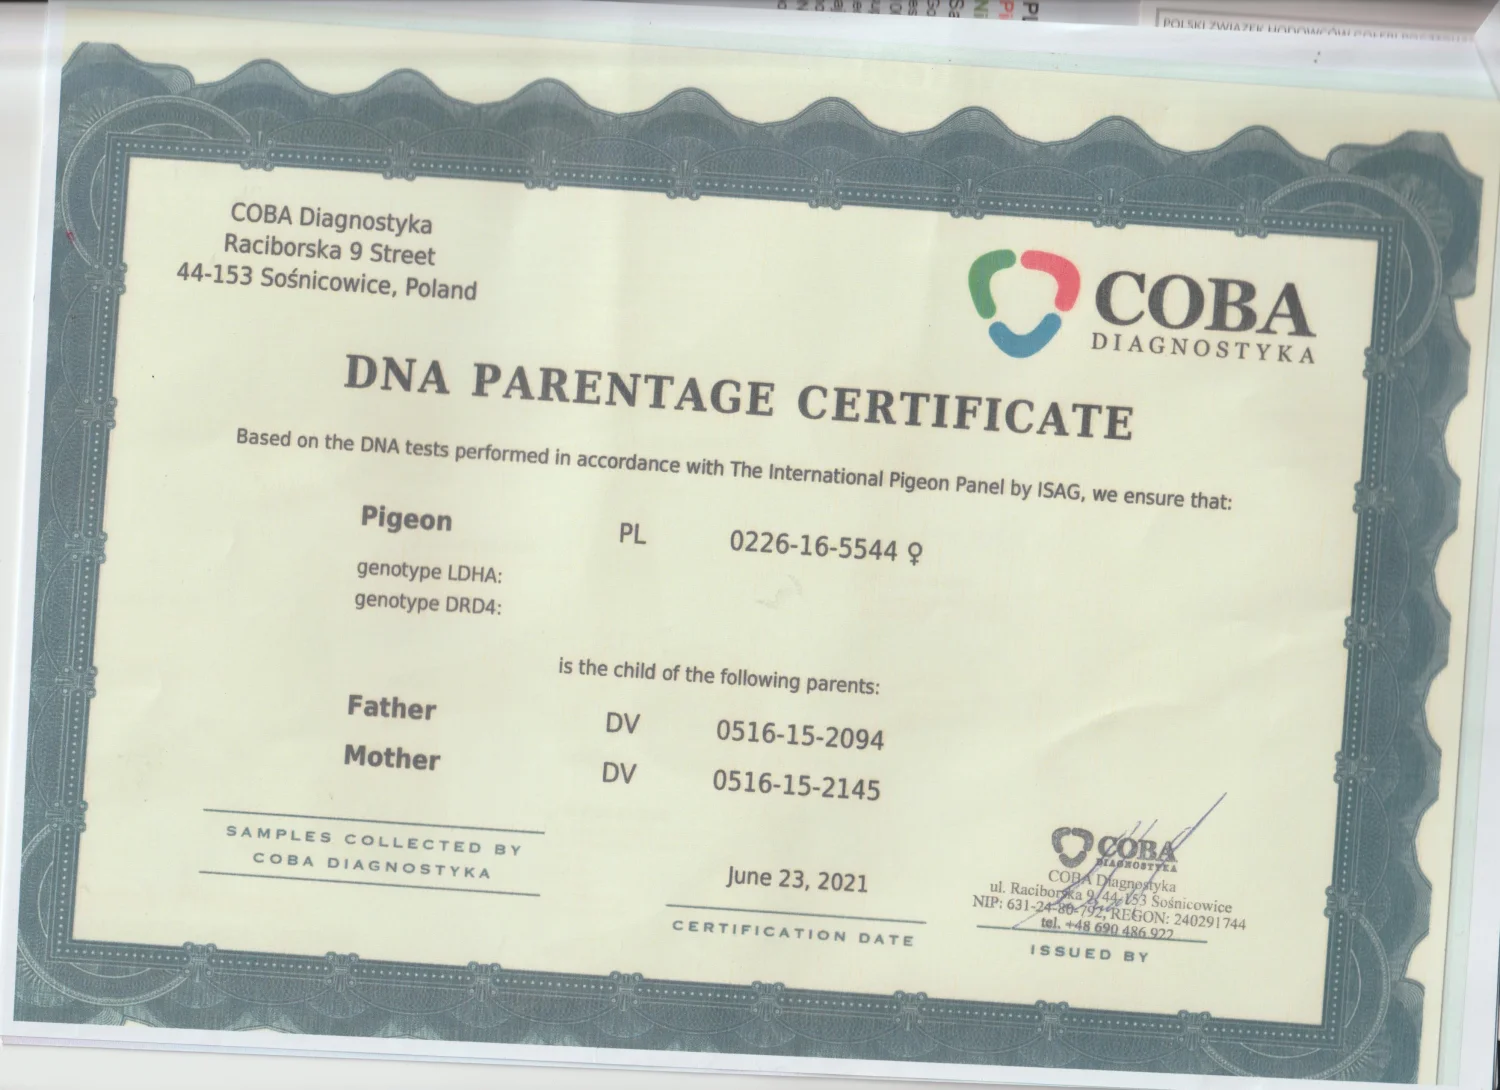 POLSKI ZWIĄZEK HODOWCÓW GOŁĘBI
COBA Diagnostyka
Raciborska 9 Street
44-153 Sośnicowice, Poland
COBA
DIAGNOSTYKA
DNA PARENTAGE CERTIFICATE
Based on the DNA tests performed in accordance with The International Pigeon Panel by ISAG, we ensure that:
Pigeon PL 0226-16-5544 ♀
genotype LDHA:
genotype DRD4:
is the child of the following parents:
Father DV 0516-15-2094
Mother DV 0516-15-2145
SAMPLES COLLECTED BY
COBA DIAGNOSTYKA
June 23, 2021
CERTIFICATION DATE
COBA
DIAGNOSTYKA
COBA Diagnostyka
ul. Raciborska 9, 44-153 Sośnicowice
NIP: 631-24-80-792, REGON: 240291744
tel. +48 690 486 922
ISSUED BY